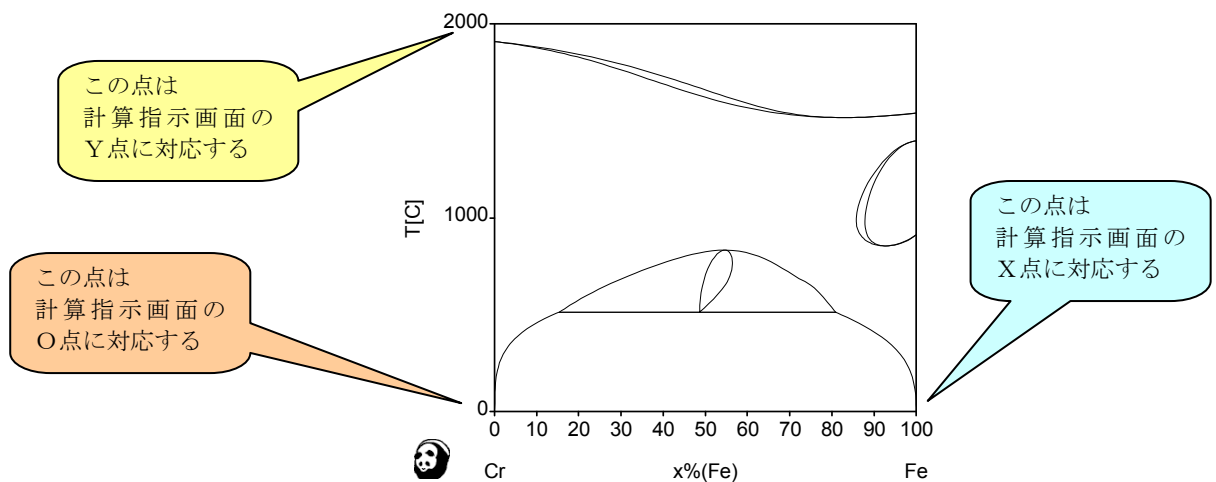 この点は
計算指示画面の
Y点に対応する
この点は
計算指示画面の
O点に対応する
この点は
計算指示画面の
X点に対応する
2000
1000
0
T[C]
0 10 20 30 40 50 60 70 80 90 100
Cr x%(Fe) Fe